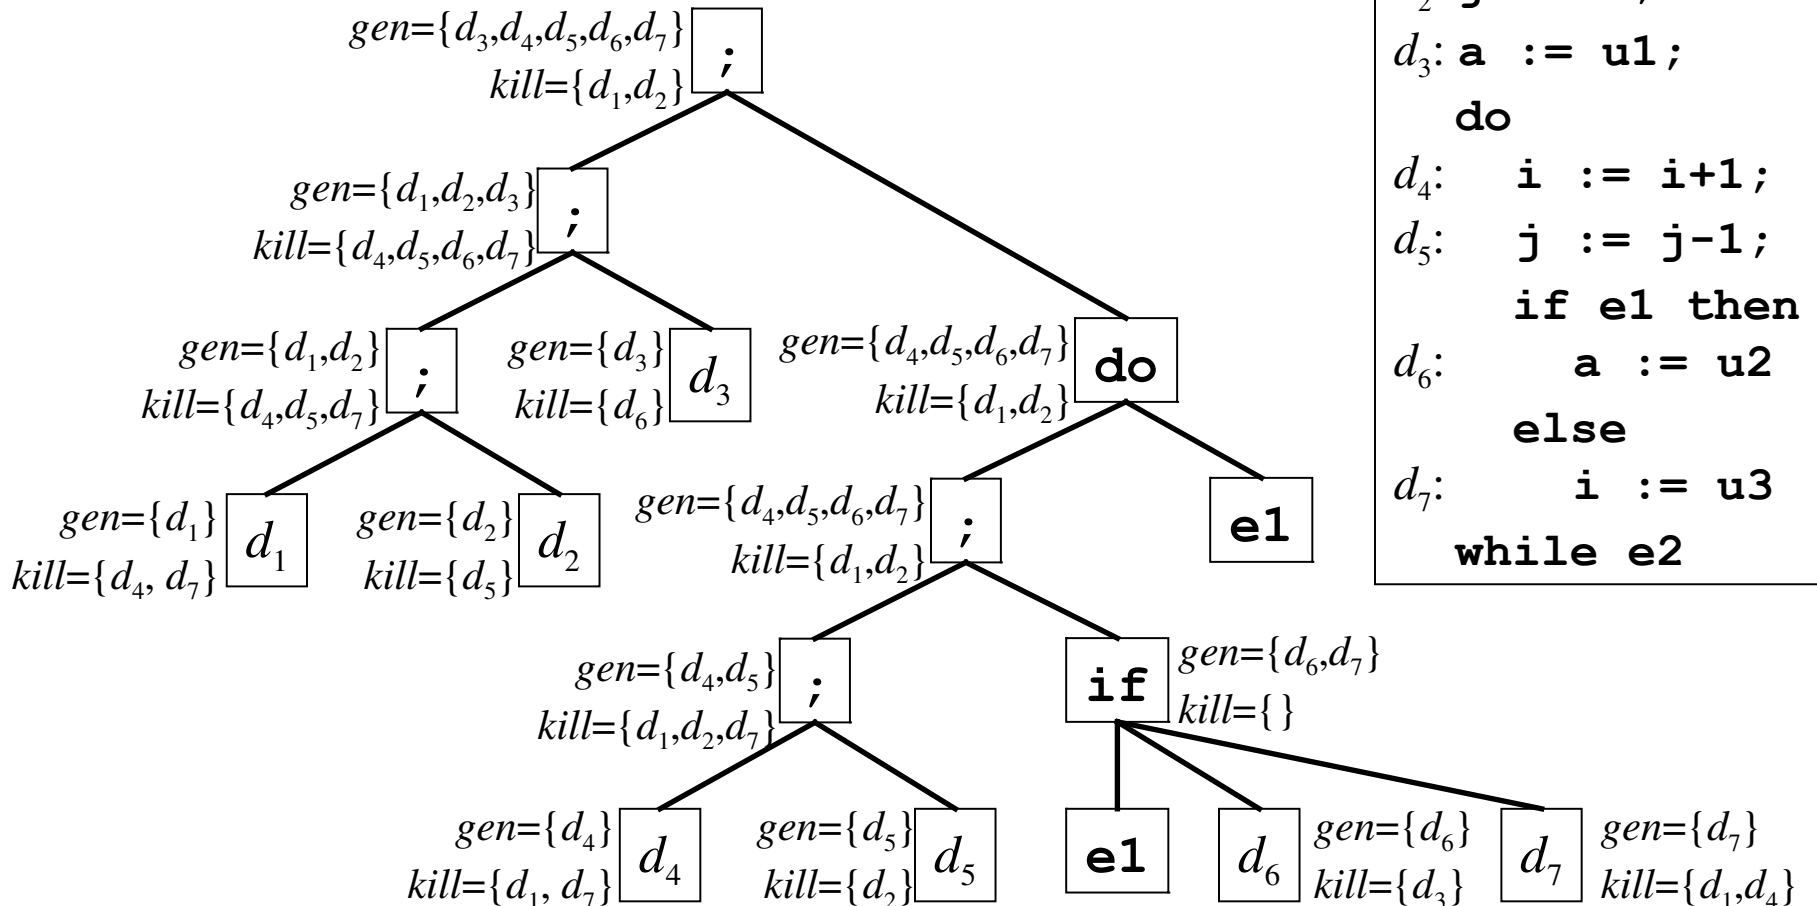 gen={d₃,d₄,d₅,d₆,d₇}
kill={d₁,d₂}
;
gen={d₁,d₂,d₃}
kill={d₄,d₅,d₆,d₇}
;
gen={d₁,d₂}
kill={d₄,d₅,d₇}
;
gen={d₃}
kill={d₆}
d₃
gen={d₄,d₅,d₆,d₇}
kill={d₁,d₂}
do
gen={d₁}
kill={d₄, d₇}
d₁
gen={d₂}
kill={d₅}
d₂
gen={d₄,d₅,d₆,d₇}
kill={d₁,d₂}
;
e1
gen={d₄,d₅}
kill={d₁,d₂,d₇}
;
if
gen={d₆,d₇}
kill={}
gen={d₄}
kill={d₁, d₇}
d₄
gen={d₅}
kill={d₂}
d₅
e1
d₆
gen={d₆}
kill={d₃}
d₇
gen={d₇}
kill={d₁,d₄}
d₃: a := u1;
do
d₄: i := i+1;
d₅: j := j-1;
if e1 then
d₆: a := u2
else
d₇: i := u3
while e2